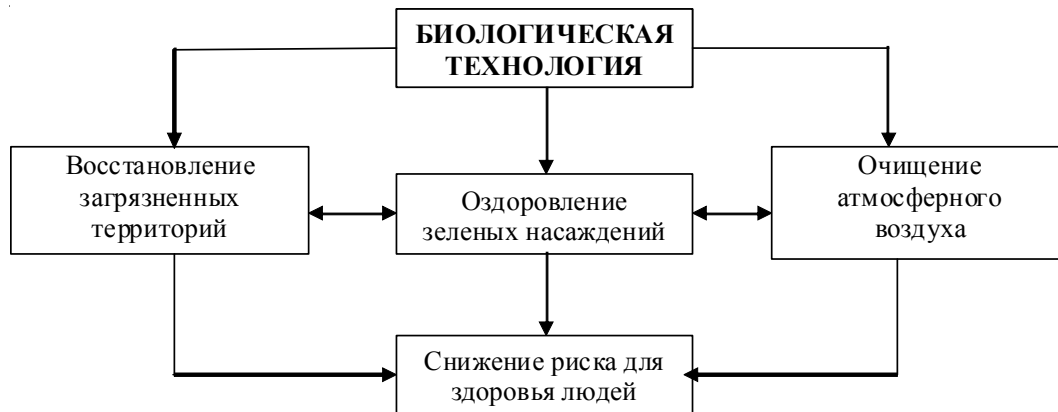 БИОЛОГИЧЕСКАЯ
ТЕХНОЛОГИЯ
Восстановление
загрязненных
территорий
Оздоровление
зеленых насаждений
Очищение
атмосферного
воздуха
Снижение риска для
здоровья людей